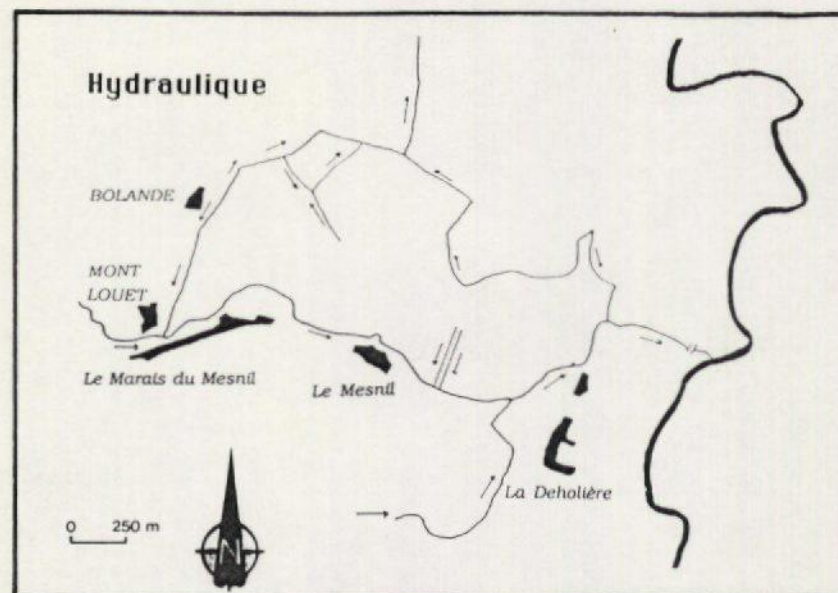 Hydraulique
BOLANDE
MONT
LOUET
Le Marais du Mesnil
Le Mesnil
La Deholière
0 250 m
N